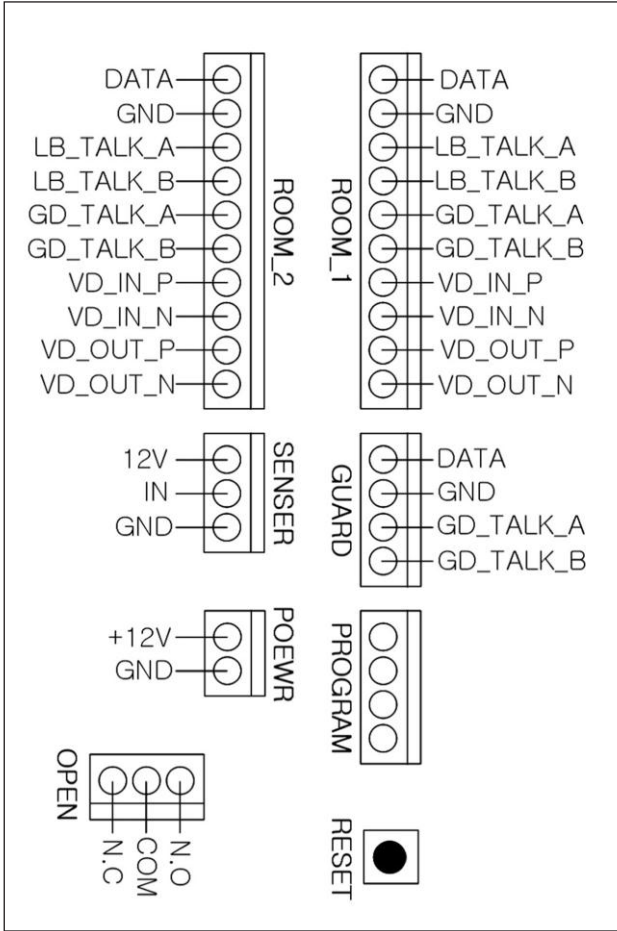 DATA
GND
LB_TALK_A
LB_TALK_B
GD_TALK_A
GD_TALK_B
VD_IN_P
VD_IN_N
VD_OUT_P
VD_OUT_N
ROOM_2
ROOM_1
DATA
GND
LB_TALK_A
LB_TALK_B
GD_TALK_A
GD_TALK_B
VD_IN_P
VD_IN_N
VD_OUT_P
VD_OUT_N
12V
IN
GND
SENSER
GUARD
DATA
GND
GD_TALK_A
GD_TALK_B
+12V
GND
POEWR
PROGRAM
OPEN
N.C
COM
N.O
RESET